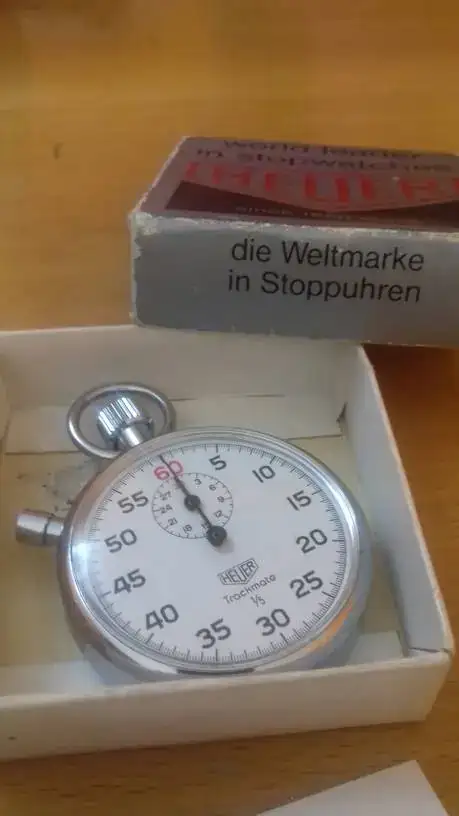 world leader
in stopwatches
HEUER
die Weltmarke
in Stoppuhren
60
5
10
15
20
25
30
35
40
45
50
55
HEUER
Trackmate
1/5